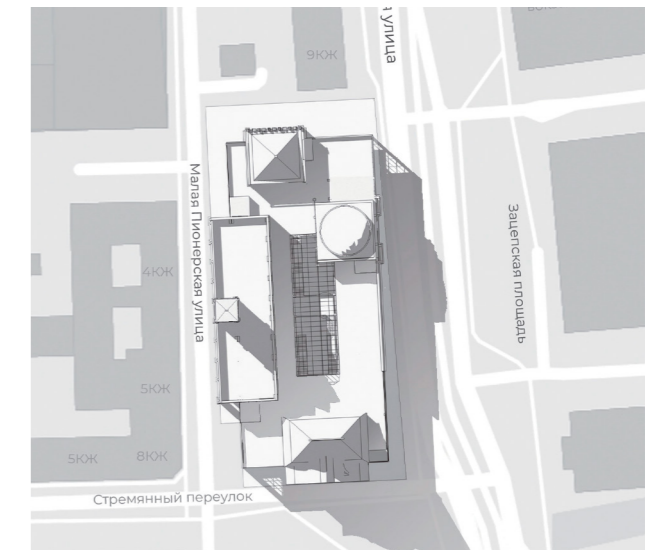 а улица
9КЖ
Малая Пионерская улица
Зацепская площадь
4КЖ
5КЖ
5КЖ
8КЖ
Стремянный переулок